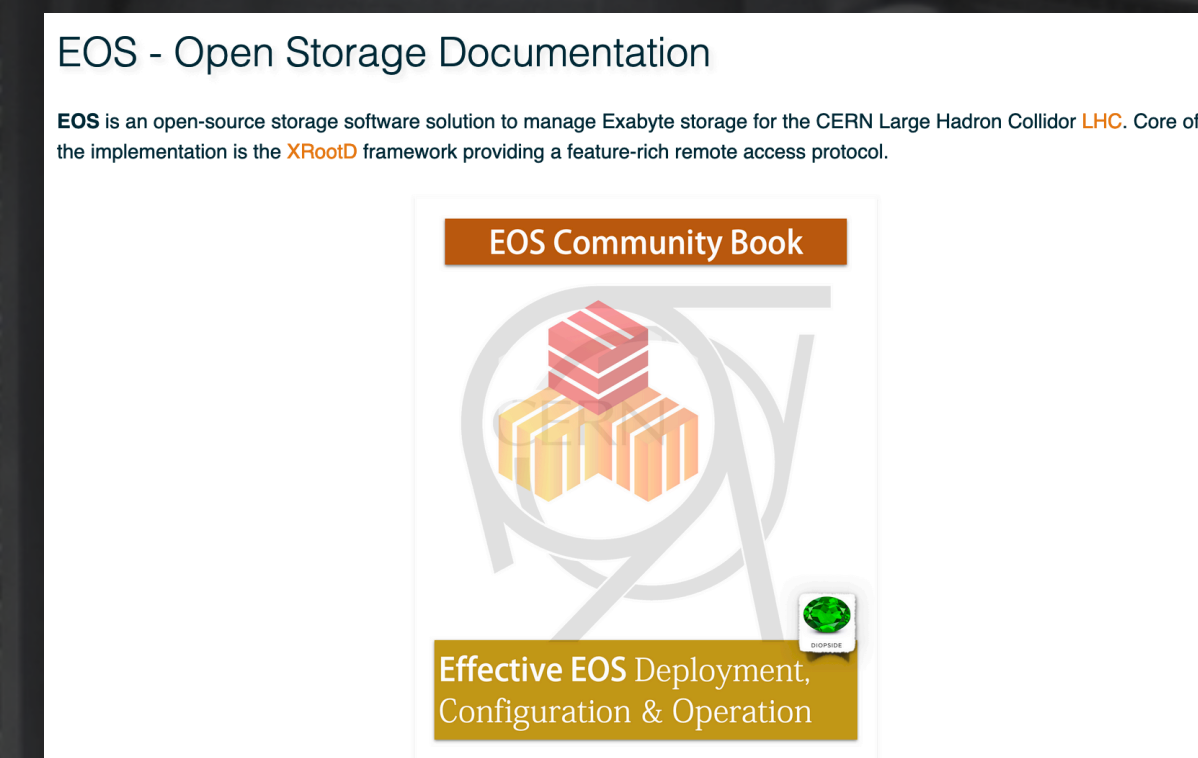 EOS - Open Storage Documentation
EOS is an open-source storage software solution to manage Exabyte storage for the CERN Large Hadron Collidor LHC. Core of
the implementation is the XRootD framework providing a feature-rich remote access protocol.
EOS Community Book
CERN
DIOPSIDE
Effective EOS Deployment,
Configuration & Operation